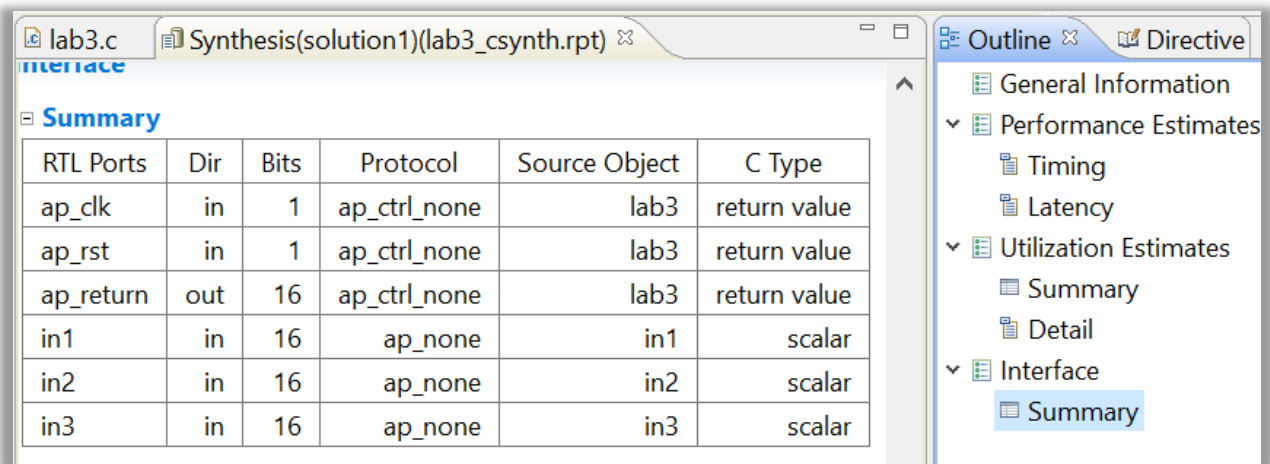 lab3.c
Synthesis(solution1)(lab3_csynth.rpt)
Interface
Summary
RTL Ports Dir Bits Protocol Source Object C Type
ap_clk in 1 ap_ctrl_none lab3 return value
ap_rst in 1 ap_ctrl_none lab3 return value
ap_return out 16 ap_ctrl_none lab3 return value
in1 in 16 ap_none in1 scalar
in2 in 16 ap_none in2 scalar
in3 in 16 ap_none in3 scalar
Outline
Directive
General Information
Performance Estimates
Timing
Latency
Utilization Estimates
Summary
Detail
Interface
Summary